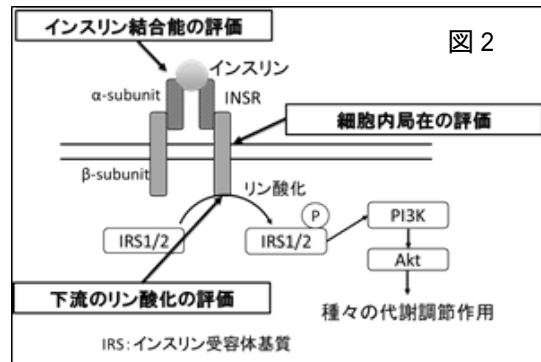 インスリン結合能の評価
図2
インスリン
α-subunit
INSR
細胞内局在の評価
β-subunit
リン酸化
P
IRS1/2
IRS1/2
PI3K
Akt
下流のリン酸化の評価
種々の代謝調節作用
IRS:インスリン受容体基質